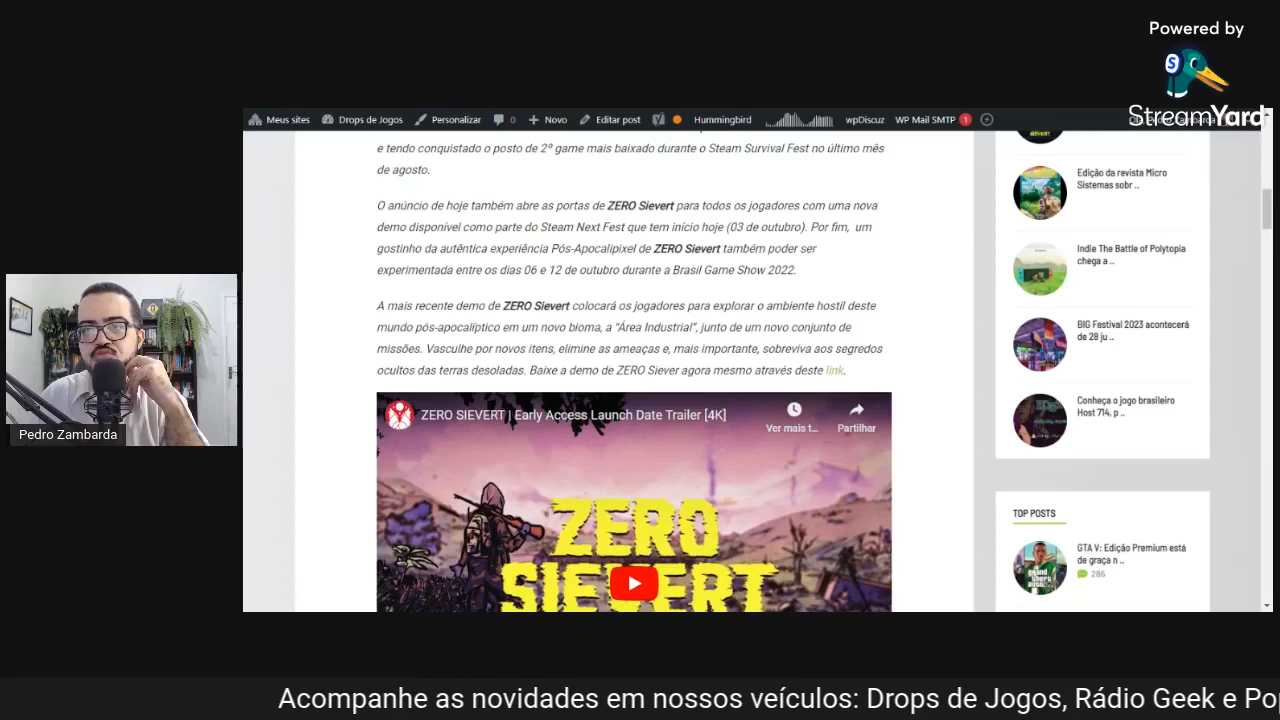 Powered by
StreamYard
Meus sites
Drops de Jogos
Personalizar
0
Novo
Editar post
Hummingbird
wpDiscuz
WP Mail SMTP 1
e tendo conquistado o posto de 2º game mais baixado durante o Steam Survival Fest no último mês
de agosto.
O anúncio de hoje também abre as portas de ZERO Sievert para todos os jogadores com uma nova
demo disponível como parte do Steam Next Fest que tem início hoje (03 de outubro). Por fim, um
gostinho da autêntica experiência Pós-Apocalipixel de ZERO Sievert também poder ser
experimentada entre os dias 06 e 12 de outubro durante a Brasil Game Show 2022.
A mais recente demo de ZERO Sievert colocará os jogadores para explorar o ambiente hostil deste
mundo pós-apocalíptico em um novo bioma, a “Área Industrial”, junto de um novo conjunto de
missões. Vasculhe por novos itens, elimine as ameaças e, mais importante, sobreviva aos segredos
ocultos das terras desoladas. Baixe a demo de ZERO Siever agora mesmo através deste link.
ZERO SIEVERT | Early Access Launch Date Trailer [4K]
Ver mais t...
Partilhar
ZERO
SIEVERT
Edição da revista Micro
Sistemas sobr ..
Indie The Battle of Polytopia
chega a ..
BIG Festival 2023 acontecerá
de 28 ju ..
Conheça o jogo brasileiro
Host 714, p ..
TOP POSTS
GTA V: Edição Premium está
de graça n ..
286
Pedro Zambarda
Acompanhe as novidades em nossos veículos: Drops de Jogos, Rádio Geek e Po